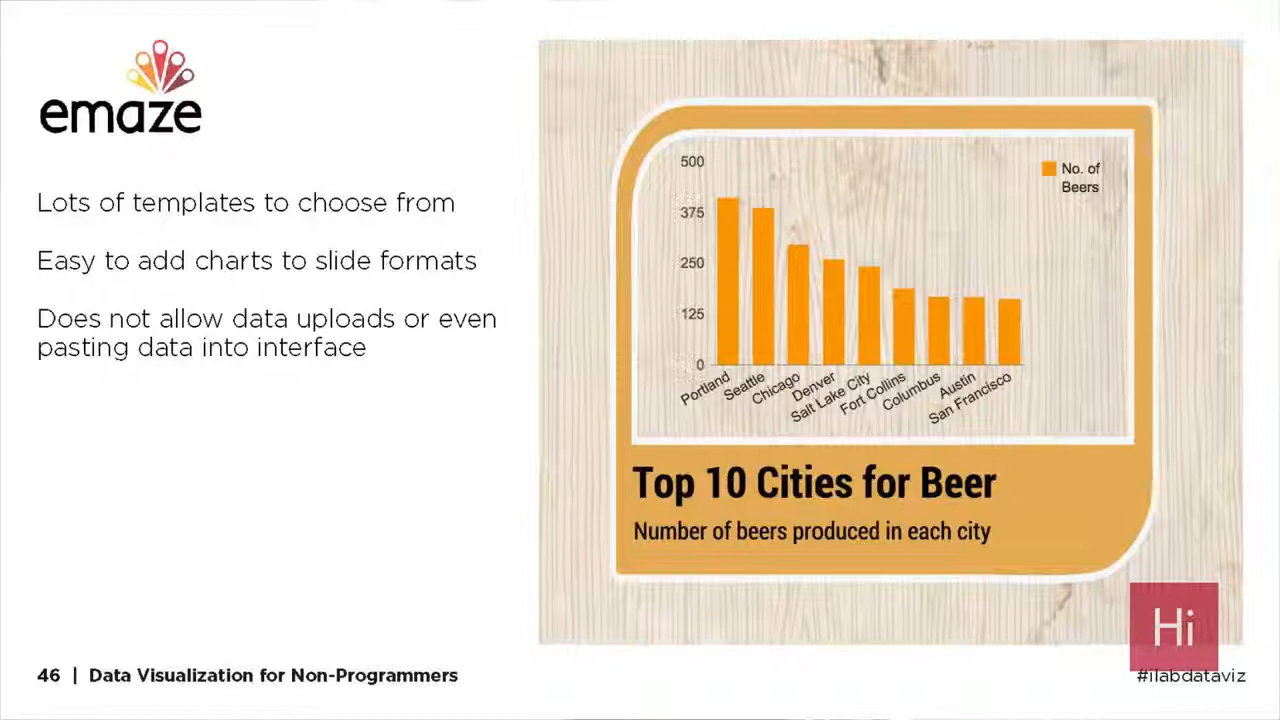 emaze
Lots of templates to choose from
Easy to add charts to slide formats
Does not allow data uploads or even
pasting data into interface
500
375
250
125
0
No. of
Beers
Portland
Seattle
Chicago
Denver
Salt Lake City
Fort Collins
Columbus
Austin
San Francisco
Top 10 Cities for Beer
Number of beers produced in each city
Hi
46 | Data Visualization for Non-Programmers
#ilabdataviz